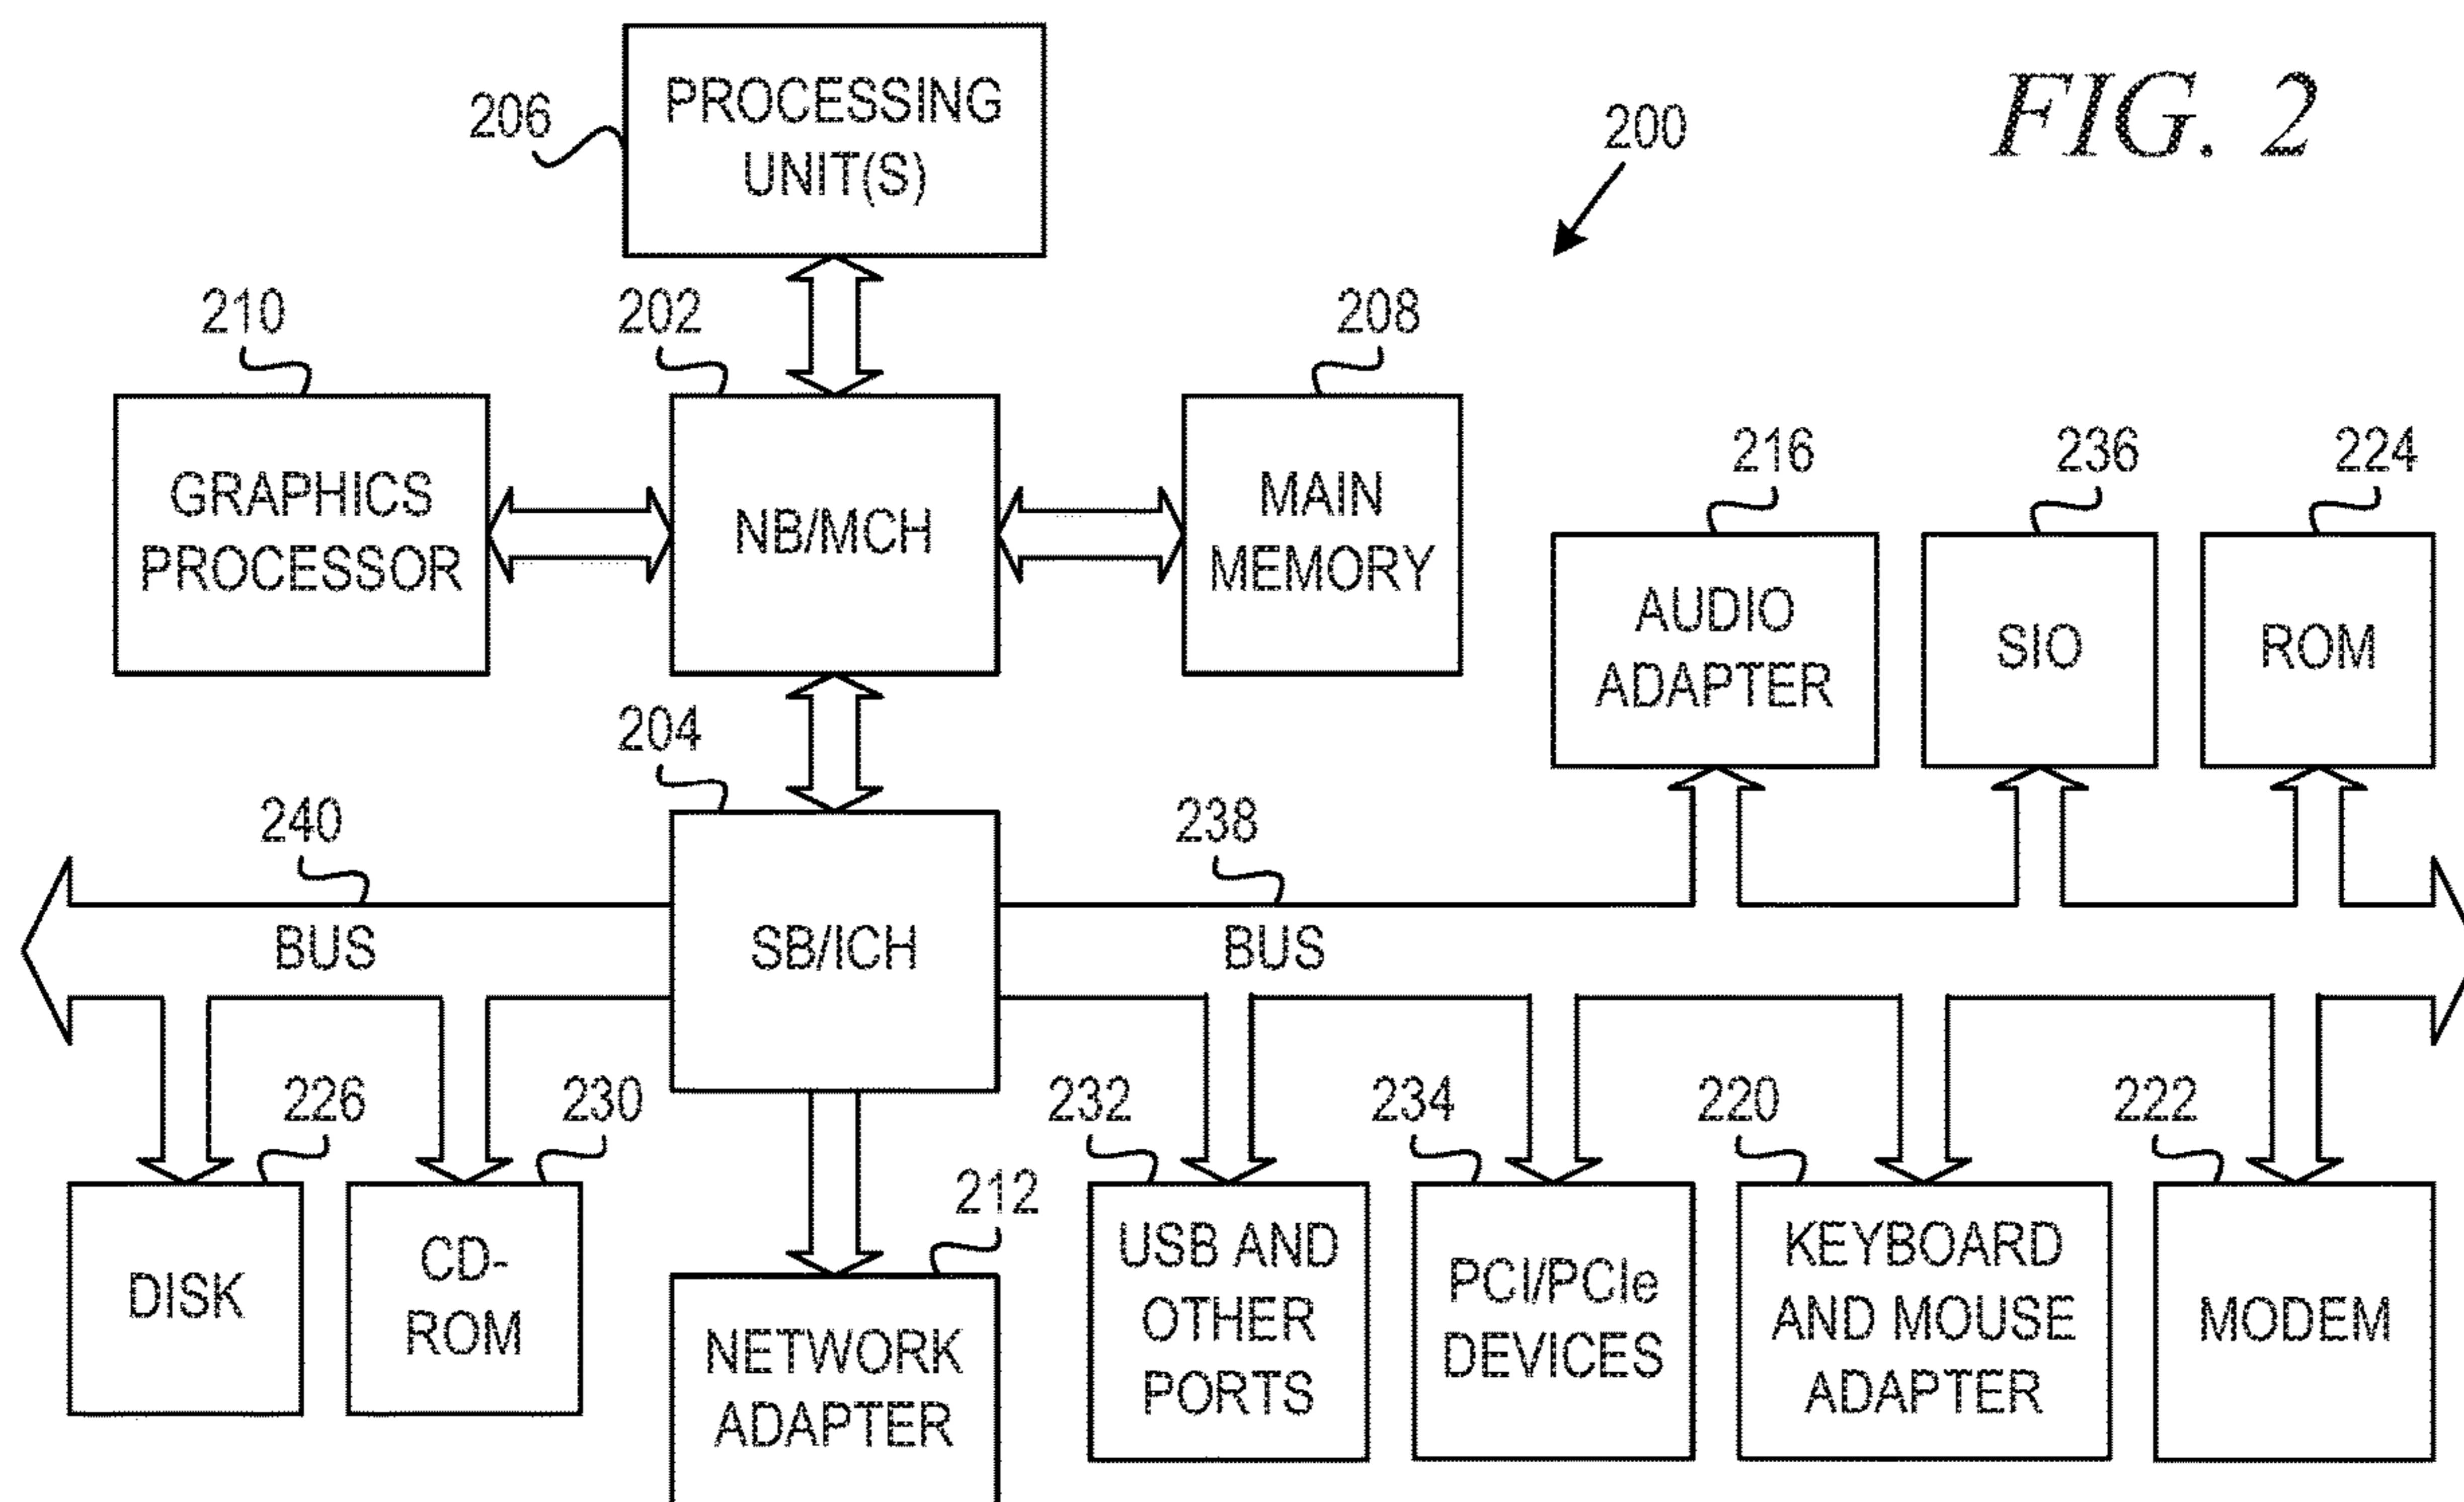 FIG. 2
200
206
PROCESSING
UNIT(S)
210
202
208
GRAPHICS
PROCESSOR
NB/MCH
MAIN
MEMORY
216
236
224
AUDIO
ADAPTER
SIO
ROM
204
240
238
BUS
SB/ICH
BUS
226
230
232
234
220
222
212
DISK
CD-
ROM
NETWORK
ADAPTER
USB AND
OTHER
PORTS
PCI/PCIe
DEVICES
KEYBOARD
AND MOUSE
ADAPTER
MODEM